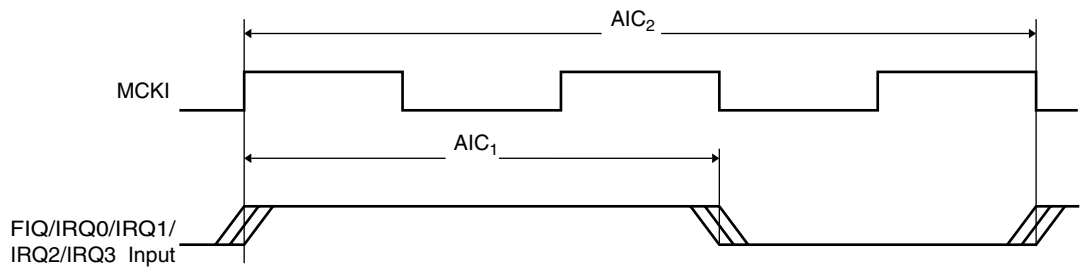 AIC₂
MCKI
AIC₁
FIQ/IRQ0/IRQ1/
IRQ2/IRQ3 Input